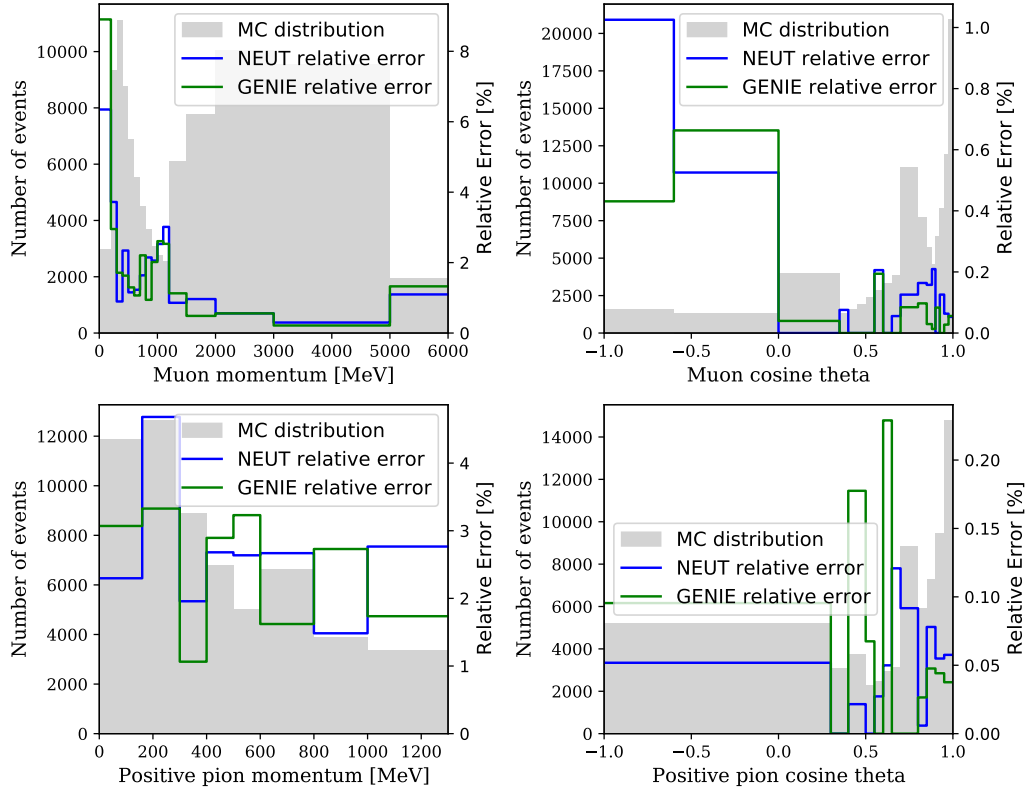 MC distribution
NEUT relative error
GENIE relative error
Number of events
Relative Error [%]
0
2000
4000
6000
8000
10000
0
2
4
6
8
0 1000 2000 3000 4000 5000 6000
Muon momentum [MeV]
MC distribution
NEUT relative error
GENIE relative error
Number of events
Relative Error [%]
0
2500
5000
7500
10000
12500
15000
17500
20000
0.0
0.2
0.4
0.6
0.8
1.0
−1.0 −0.5 0.0 0.5 1.0
Muon cosine theta
MC distribution
NEUT relative error
GENIE relative error
Number of events
Relative Error [%]
0
2000
4000
6000
8000
10000
12000
0
1
2
3
4
0 200 400 600 800 1000 1200
Positive pion momentum [MeV]
MC distribution
NEUT relative error
GENIE relative error
Number of events
Relative Error [%]
0
2000
4000
6000
8000
10000
12000
14000
0.00
0.05
0.10
0.15
0.20
−1.0 −0.5 0.0 0.5 1.0
Positive pion cosine theta